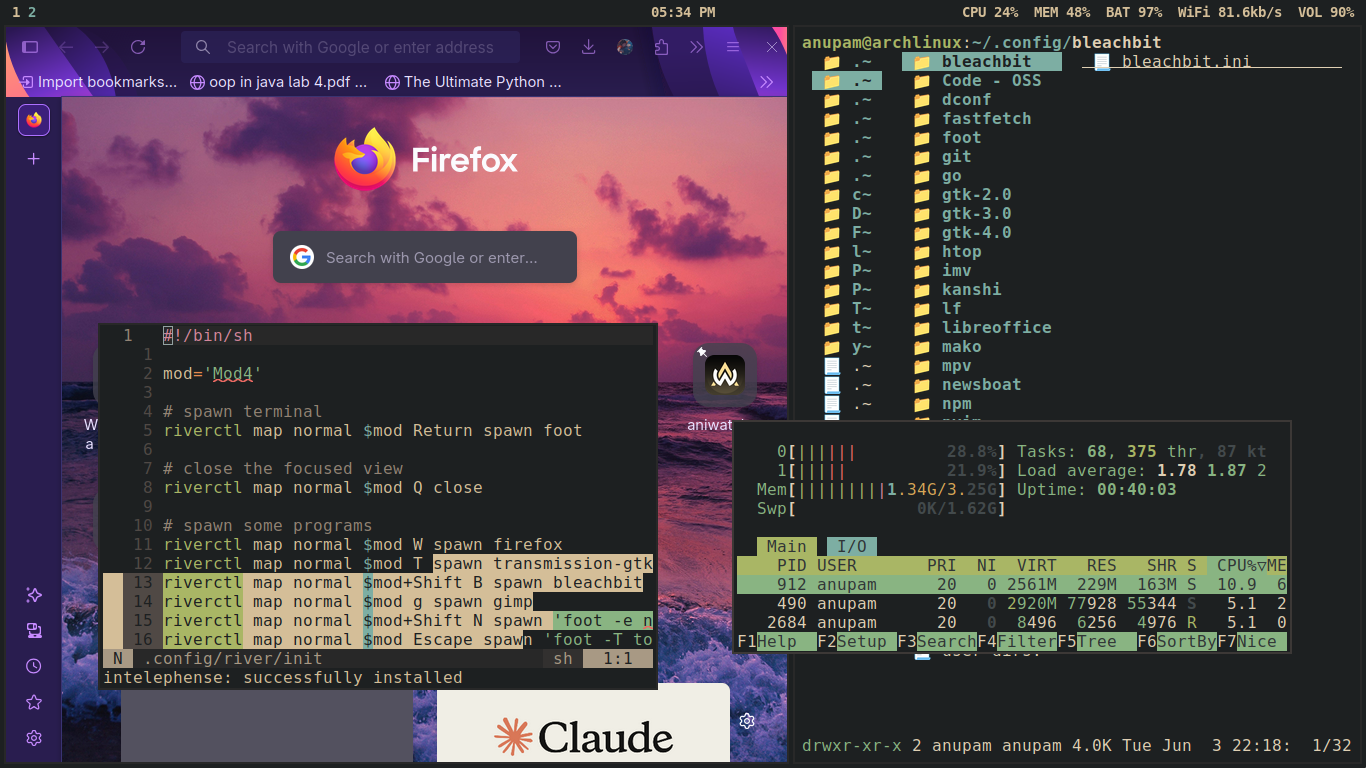 1 2
05:34 PM
CPU 24% MEM 48% BAT 97% WiFi 81.6kb/s VOL 90%
Search with Google or enter address
Import bookmarks...
oop in java lab 4.pdf ...
The Ultimate Python ...
Firefox
Search with Google or enter...
W
a
aniwat
1 #!/bin/sh
1
2 mod='Mod4'
3
4 # spawn terminal
5 riverctl map normal $mod Return spawn foot
6
7 # close the focused view
8 riverctl map normal $mod Q close
9
10 # spawn some programs
11 riverctl map normal $mod W spawn firefox
12 riverctl map normal $mod T spawn transmission-gtk
13 riverctl map normal $mod+Shift B spawn bleachbit
14 riverctl map normal $mod g spawn gimp
15 riverctl map normal $mod+Shift N spawn 'foot -e n
16 riverctl map normal $mod Escape spawn 'foot -T to
N .config/river/init sh 1:1
intelephense: successfully installed
Claude
anupam@archlinux:~/.config/bleachbit
.~ bleachbit bleachbit.ini
.~ Code - OSS
.~ dconf
.~ fastfetch
.~ foot
.~ git
.~ go
c~ gtk-2.0
D~ gtk-3.0
F~ gtk-4.0
l~ htop
P~ imv
P~ kanshi
T~ lf
t~ libreoffice
y~ mako
.~ mpv
.~ newsboat
.~ npm
0[||||||28.8%] Tasks: 68, 375 thr, 87 kt
1[|||||21.9%] Load average: 1.78 1.87 2
Mem[|||||||||1.34G/3.25G] Uptime: 00:40:03
Swp[0K/1.62G]
Main I/O
PID USER PRI NI VIRT RES SHR S CPU%▽ME
912 anupam 20 0 2561M 229M 163M S 10.9 6
490 anupam 20 0 2920M 77928 55344 S 5.1 2
2684 anupam 20 0 8496 6256 4976 R 5.1 0
F1Help F2Setup F3SearchF4FilterF5Tree F6SortByF7Nice
drwxr-xr-x 2 anupam anupam 4.0K Tue Jun 3 22:18: 1/32